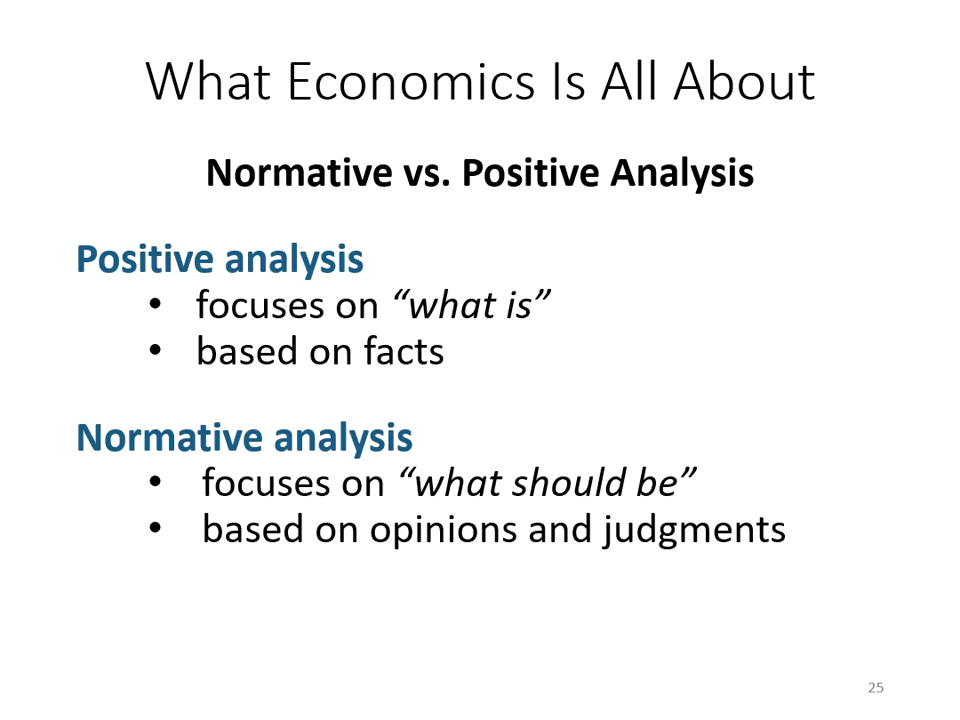 What Economics Is All About
Normative vs. Positive Analysis
Positive analysis
• focuses on “what is”
• based on facts
Normative analysis
• focuses on “what should be”
• based on opinions and judgments
25